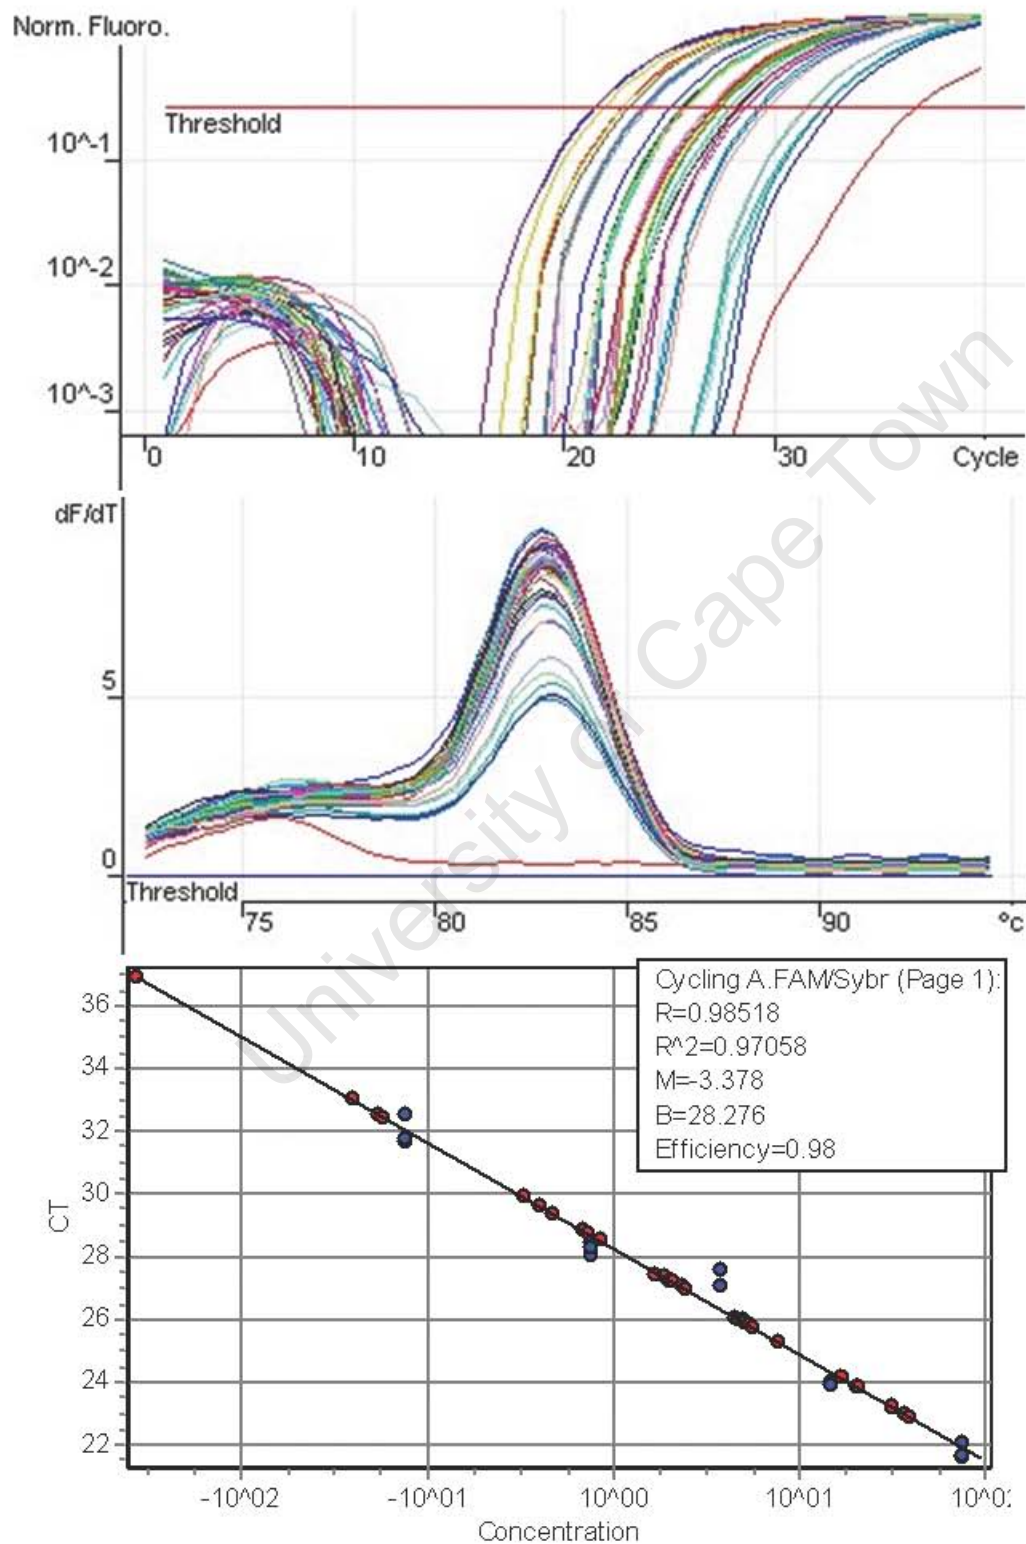 Norm. Fluoro.
Threshold
10^-1
10^-2
10^-3
0 10 20 30 Cycle
dF/dT
5
0
Threshold
75 80 85 90 °c
Cycling A.FAM/Sybr (Page 1):
R=0.98518
R^2=0.97058
M=-3.378
B=28.276
Efficiency=0.98
36
34
32
30
28
26
24
22
CT
-10^02 -10^01 10^00 10^01 10^02
Concentration
University of Cape Town